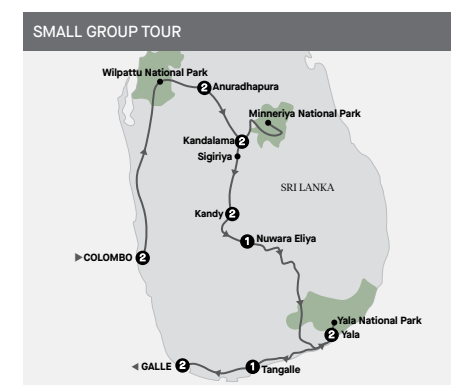 SMALL GROUP TOUR
Wilpattu National Park
2 Anuradhapura
Minneriya National Park
Kandalama 2
Sigiriya
SRI LANKA
Kandy 2
1 Nuwara Eliya
▶COLOMBO 2
Yala National Park
2 Yala
◀ GALLE 2
1 Tangalle